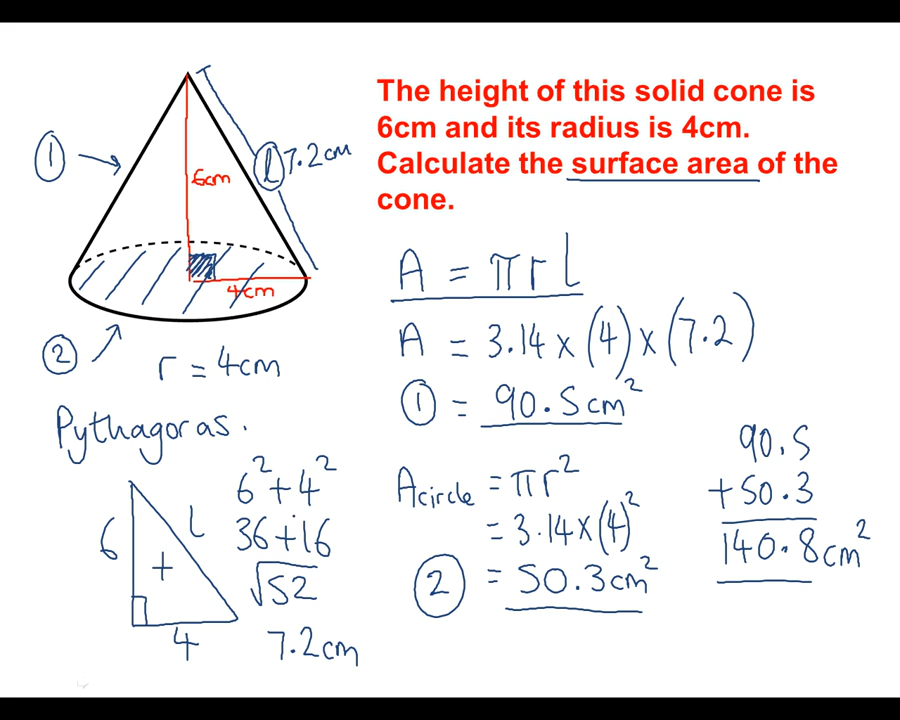 The height of this solid cone is
6cm and its radius is 4cm.
Calculate the surface area of the
cone.
①
6cm
l 7.2cm
4cm
②
r = 4cm
A = πrl
A = 3.14 × (4) × (7.2)
① = 90.5cm²
Pythagoras.
6
l
+
4
6² + 4²
36 + 16
√52
7.2cm
Acircle = πr²
= 3.14 × (4)²
② = 50.3cm²
90.5
+50.3
140.8cm²